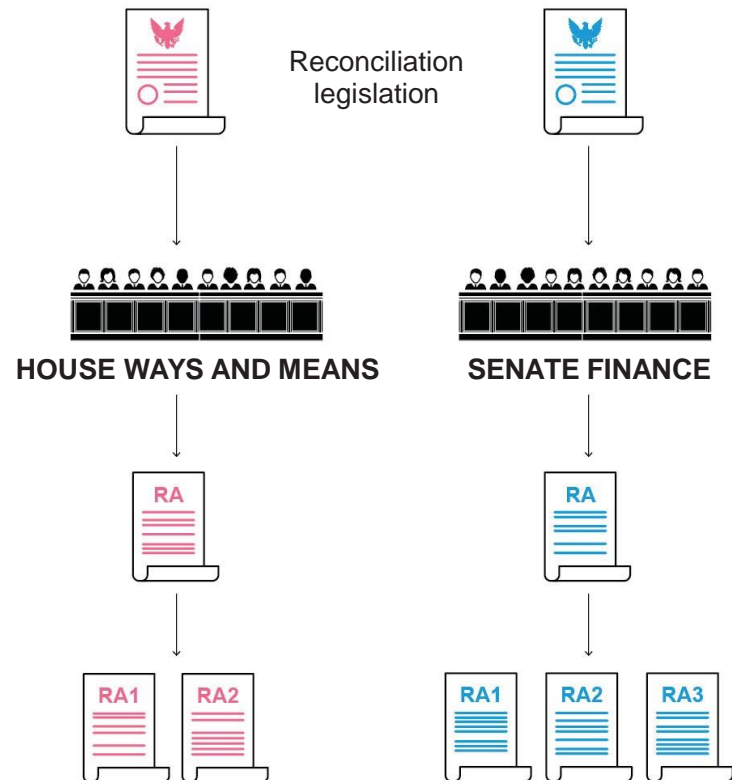 Reconciliation
legislation
HOUSE WAYS AND MEANS
SENATE FINANCE
RA
RA
RA1
RA2
RA1
RA2
RA3